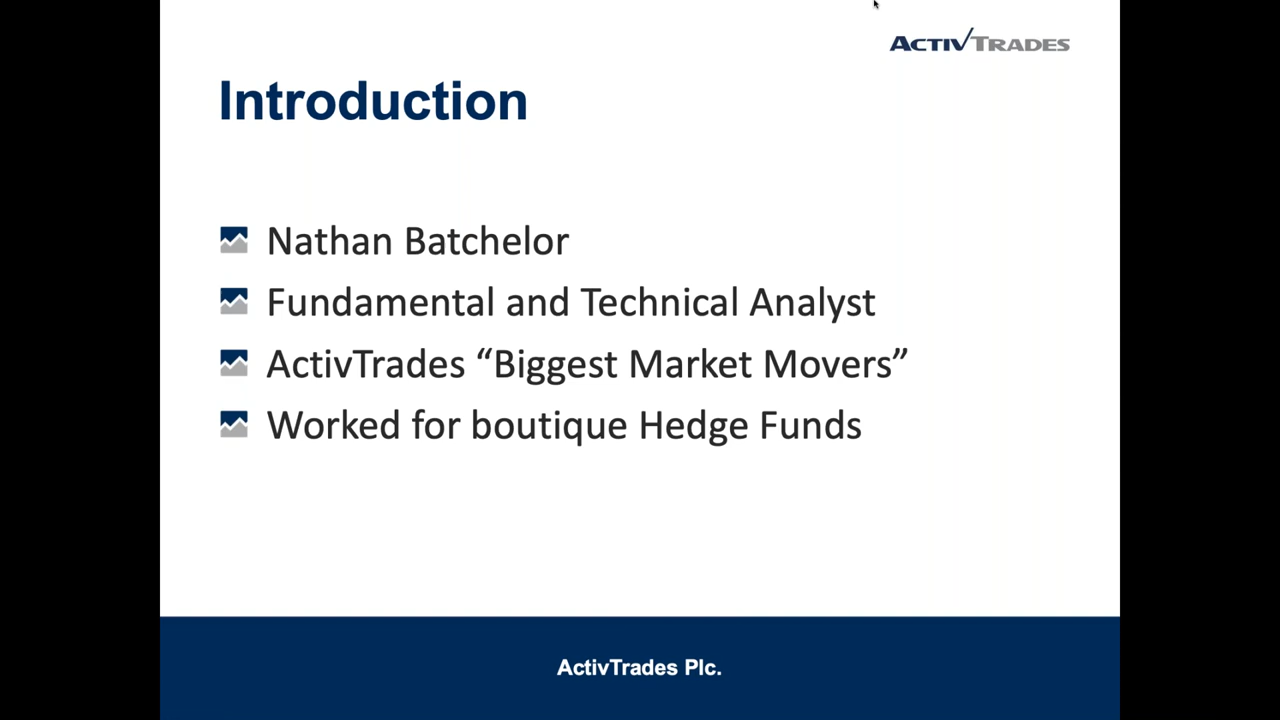 ACTIVTRADES
Introduction
Nathan Batchelor
Fundamental and Technical Analyst
ActivTrades “Biggest Market Movers”
Worked for boutique Hedge Funds
ActivTrades Plc.